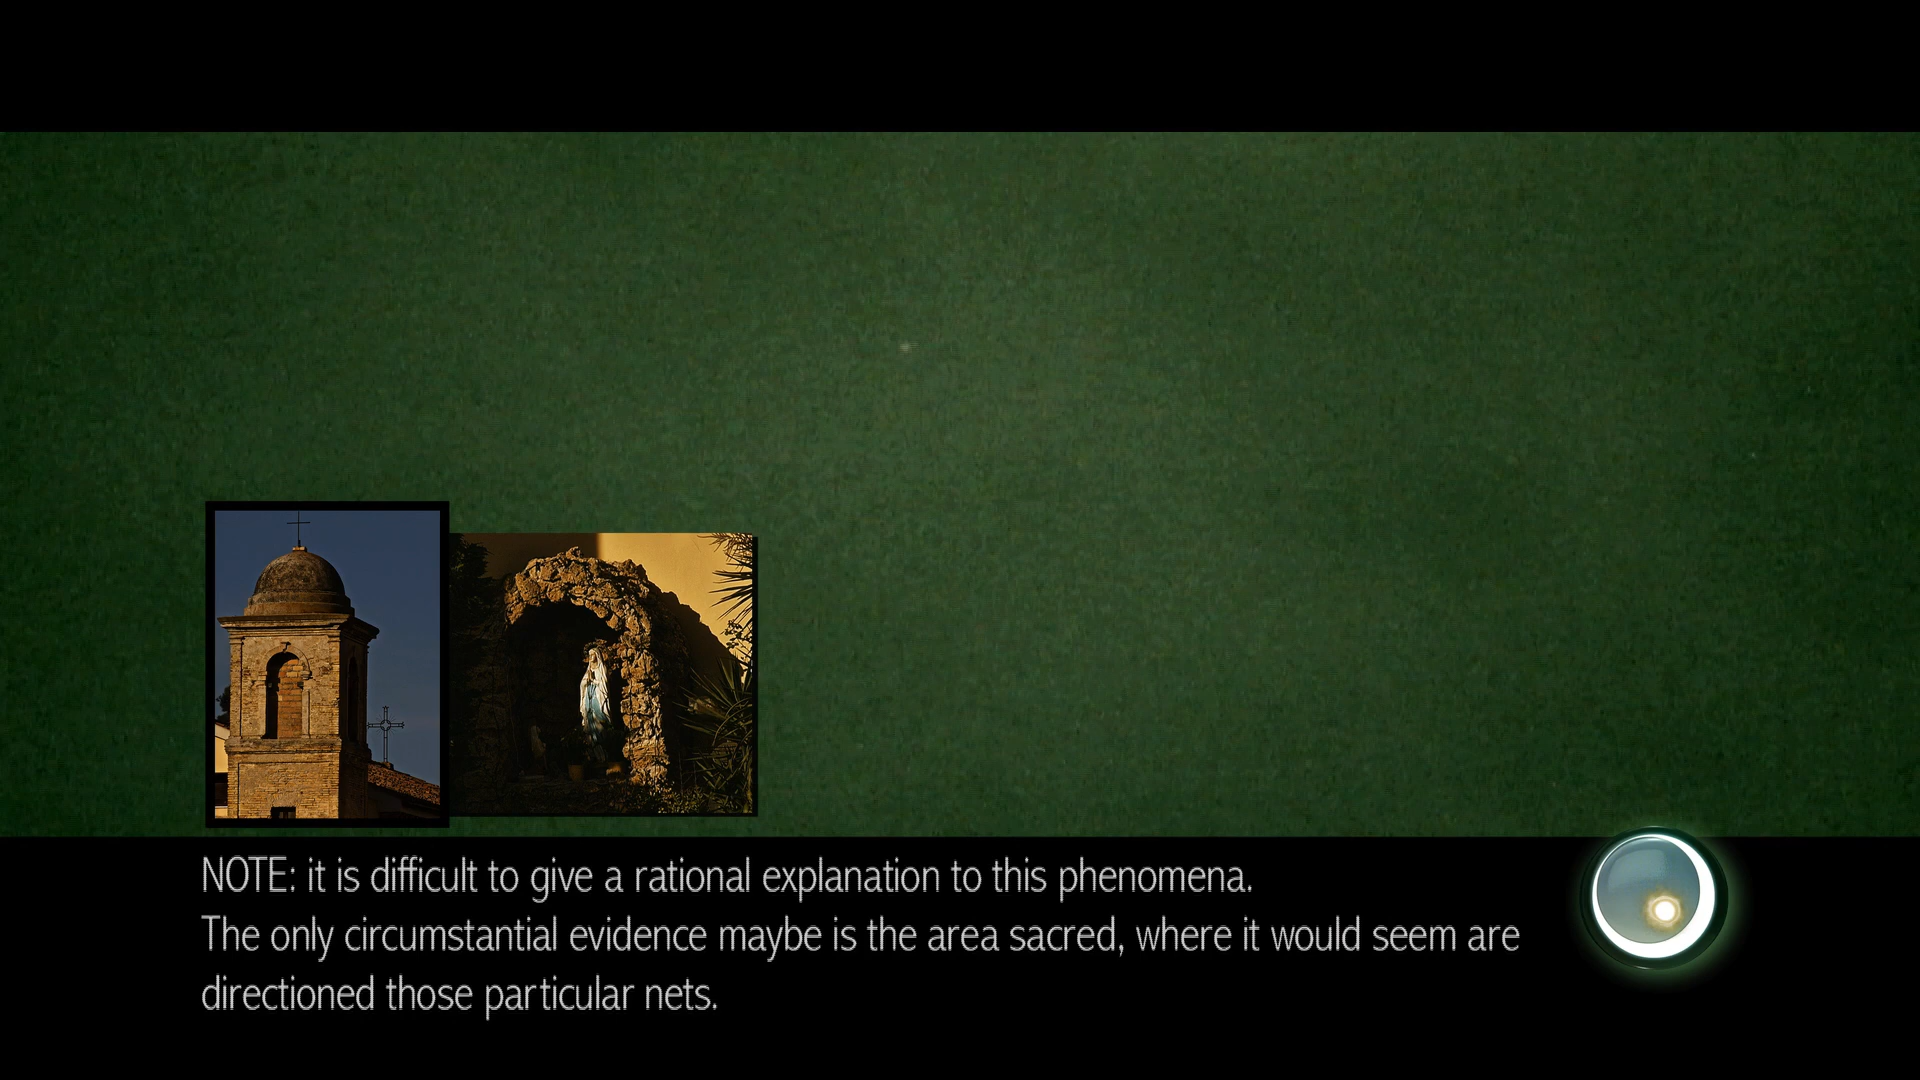 NOTE: it is difficult to give a rational explanation to this phenomena.
The only circumstantial evidence maybe is the area sacred, where it would seem are
directioned those particular nets.